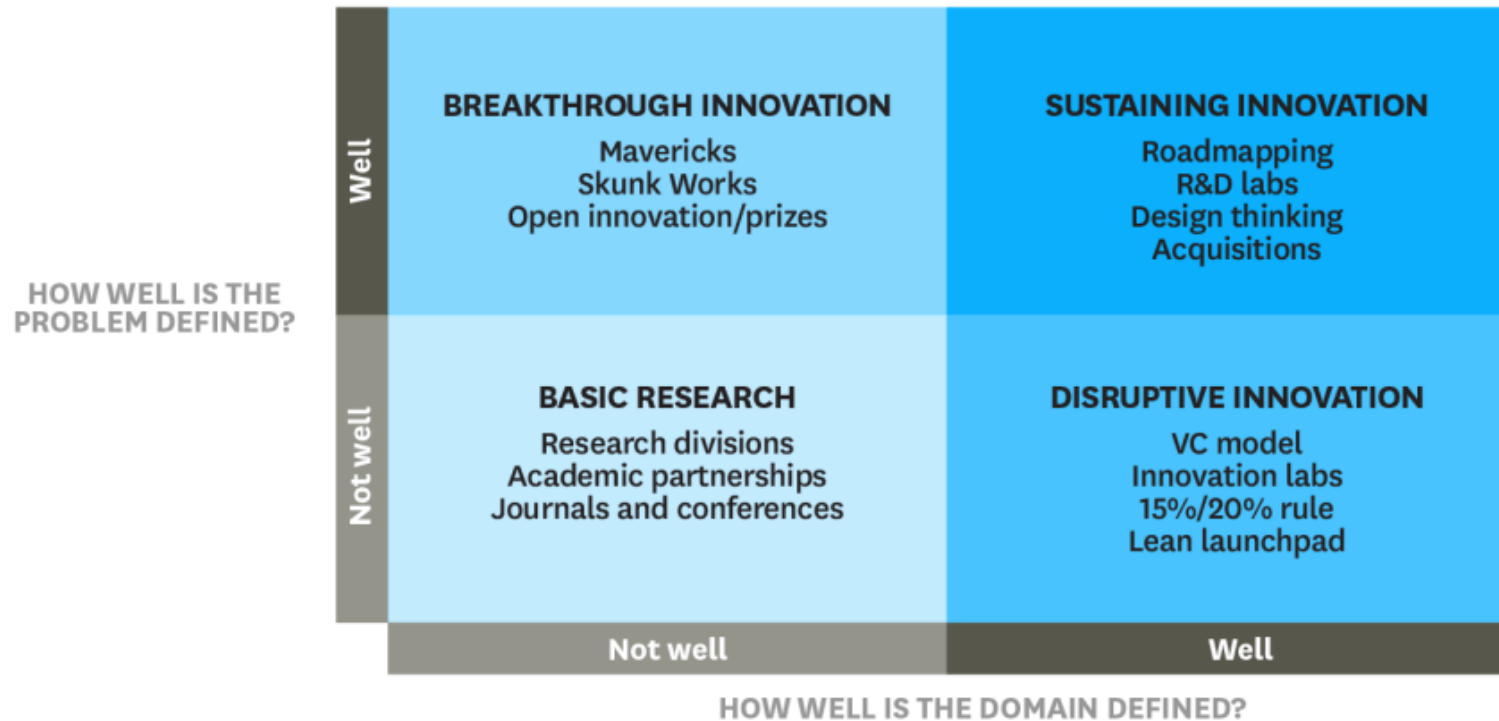 HOW WELL IS THE
PROBLEM DEFINED?
Well
BREAKTHROUGH INNOVATION
Mavericks
Skunk Works
Open innovation/prizes
SUSTAINING INNOVATION
Roadmapping
R&D labs
Design thinking
Acquisitions
Not well
BASIC RESEARCH
Research divisions
Academic partnerships
Journals and conferences
DISRUPTIVE INNOVATION
VC model
Innovation labs
15%/20% rule
Lean launchpad
Not well
Well
HOW WELL IS THE DOMAIN DEFINED?